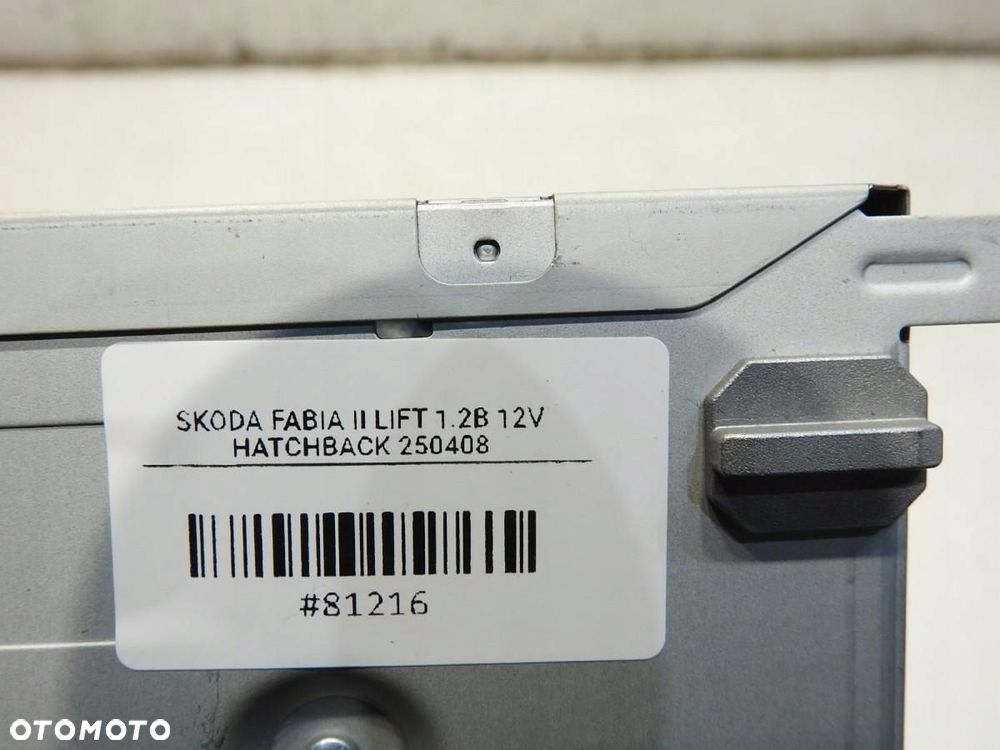 SKODA FABIA II LIFT 1.2B 12V
HATCHBACK 250408
#81216
OTOMOTO